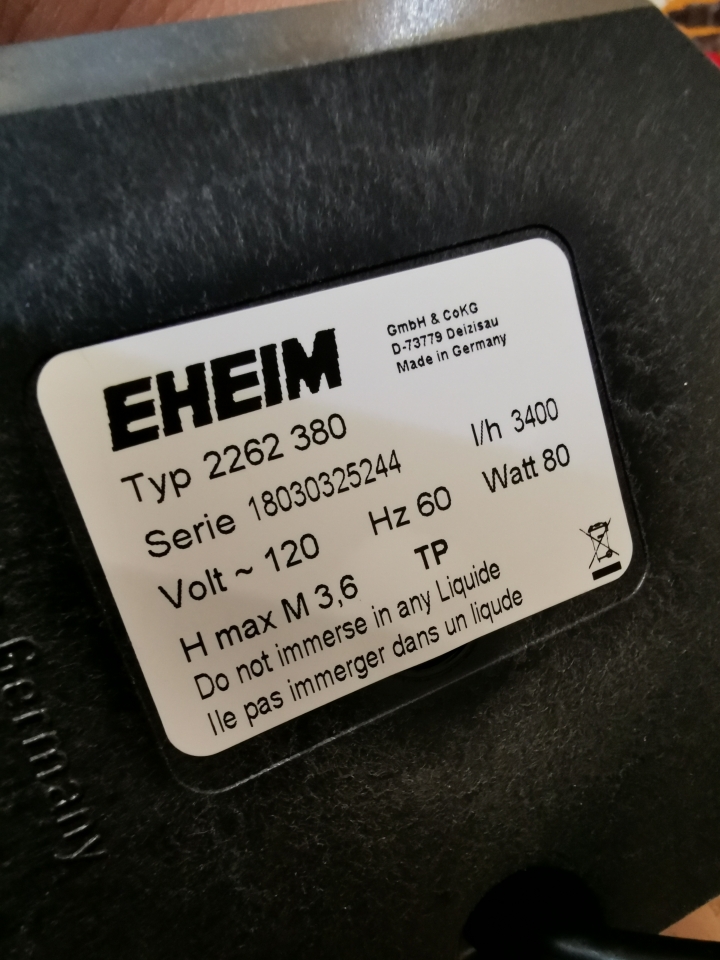 EHEIM
GmbH & CoKG
D-73779 Deizisau
Made in Germany
Typ 2262 380
l/h 3400
Serie 18030325244
Watt 80
Volt ~ 120 Hz 60
H max M 3,6 TP
Do not immerse in any Liquide
Ile pas immerger dans un liqude
Germany